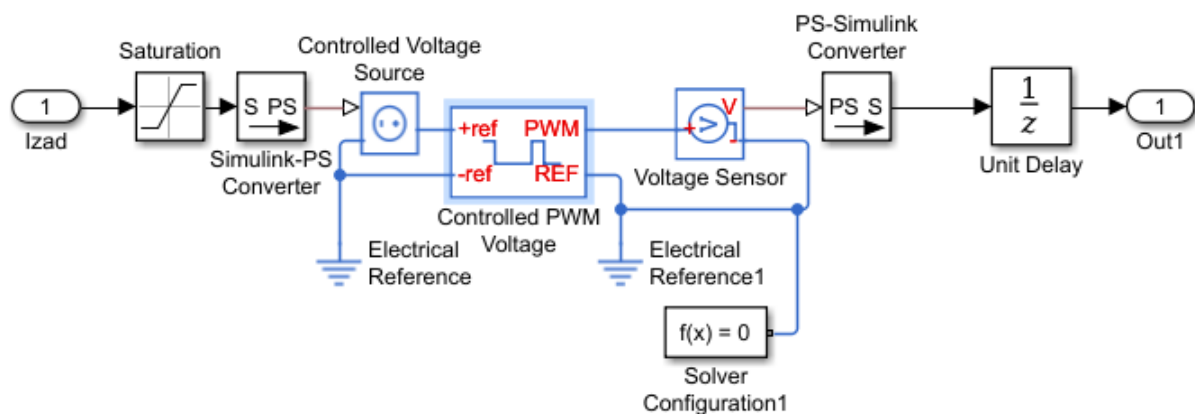 PS-Simulink
Converter
Controlled Voltage
Source
Saturation
1
Izad
S PS
Simulink-PS
Converter
+ref
PWM
-ref
REF
Controlled PWM
Voltage
V
+
-
Voltage Sensor
PS S
1
z
Unit Delay
1
Out1
Electrical
Reference
Electrical
Reference1
f(x) = 0
Solver
Configuration1